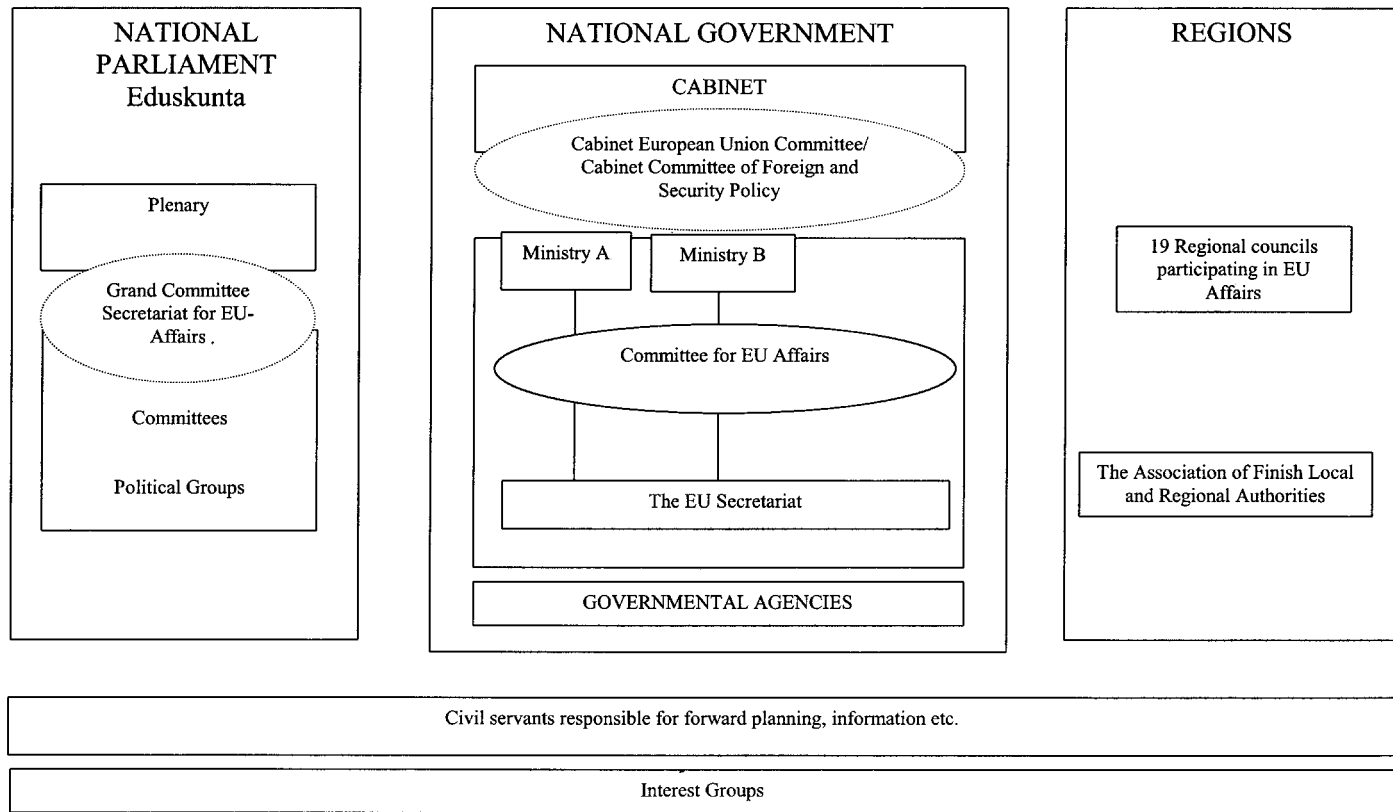 NATIONAL
PARLIAMENT
Eduskunta
Plenary
Grand Committee
Secretariat for EU-
Affairs .
Committees
Political Groups
NATIONAL GOVERNMENT
CABINET
Cabinet European Union Committee/
Cabinet Committee of Foreign and
Security Policy
Ministry A
Ministry B
Committee for EU Affairs
The EU Secretariat
GOVERNMENTAL AGENCIES
REGIONS
19 Regional councils
participating in EU
Affairs
The Association of Finish Local
and Regional Authorities
Civil servants responsible for forward planning, information etc.
Interest Groups